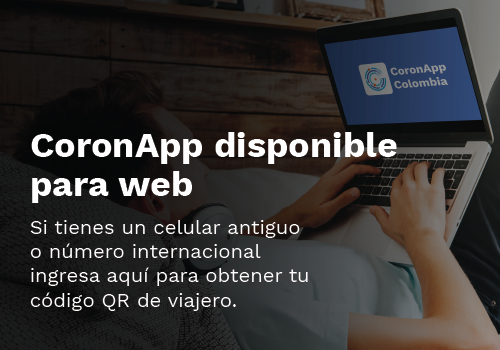 CoronApp
Colombia
CoronApp disponible
para web
Si tienes un celular antiguo
o número internacional
ingresa aquí para obtener tu
código QR de viajero.